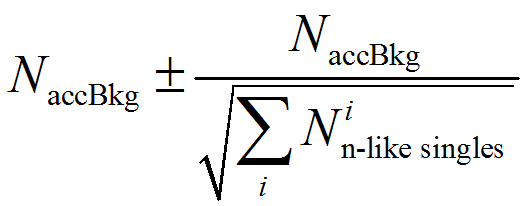 N_accBkg ± N_accBkg / √(∑_i N^i_n-like singles)